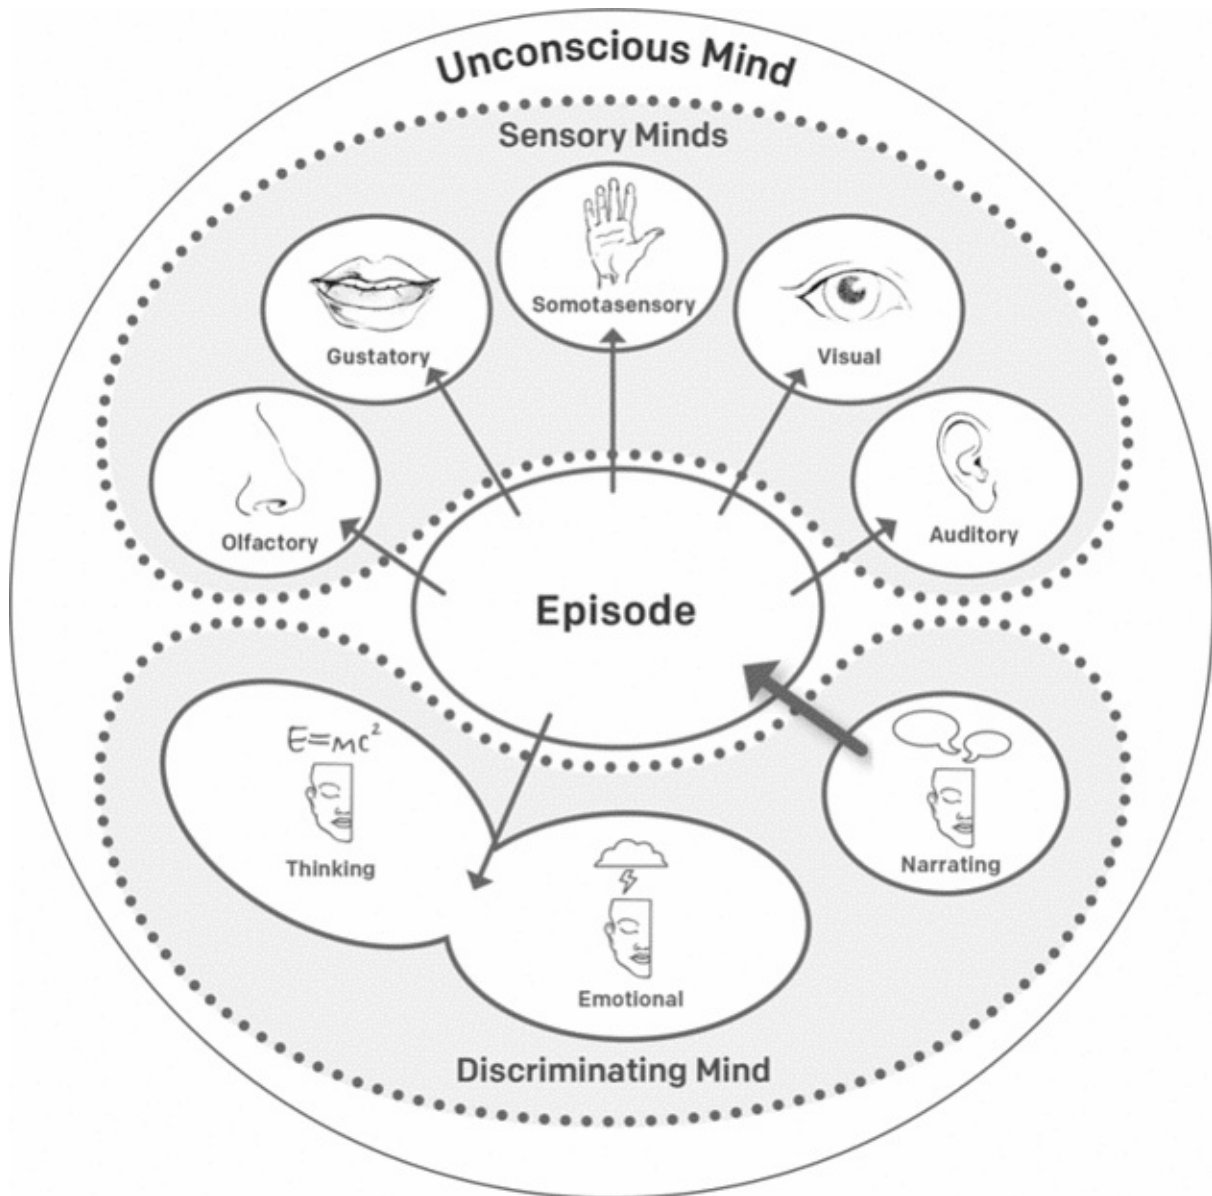 Unconscious Mind
Sensory Minds
Somotasensory
Gustatory
Visual
Olfactory
Auditory
Episode
E=mc²
Thinking
Narrating
Emotional
Discriminating Mind